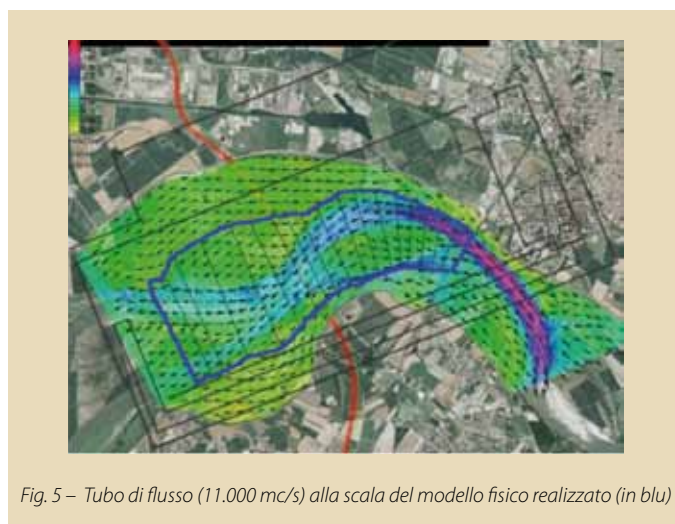 Fig. 5 – Tubo di flusso (11.000 mc/s) alla scala del modello fisico realizzato (in blu)